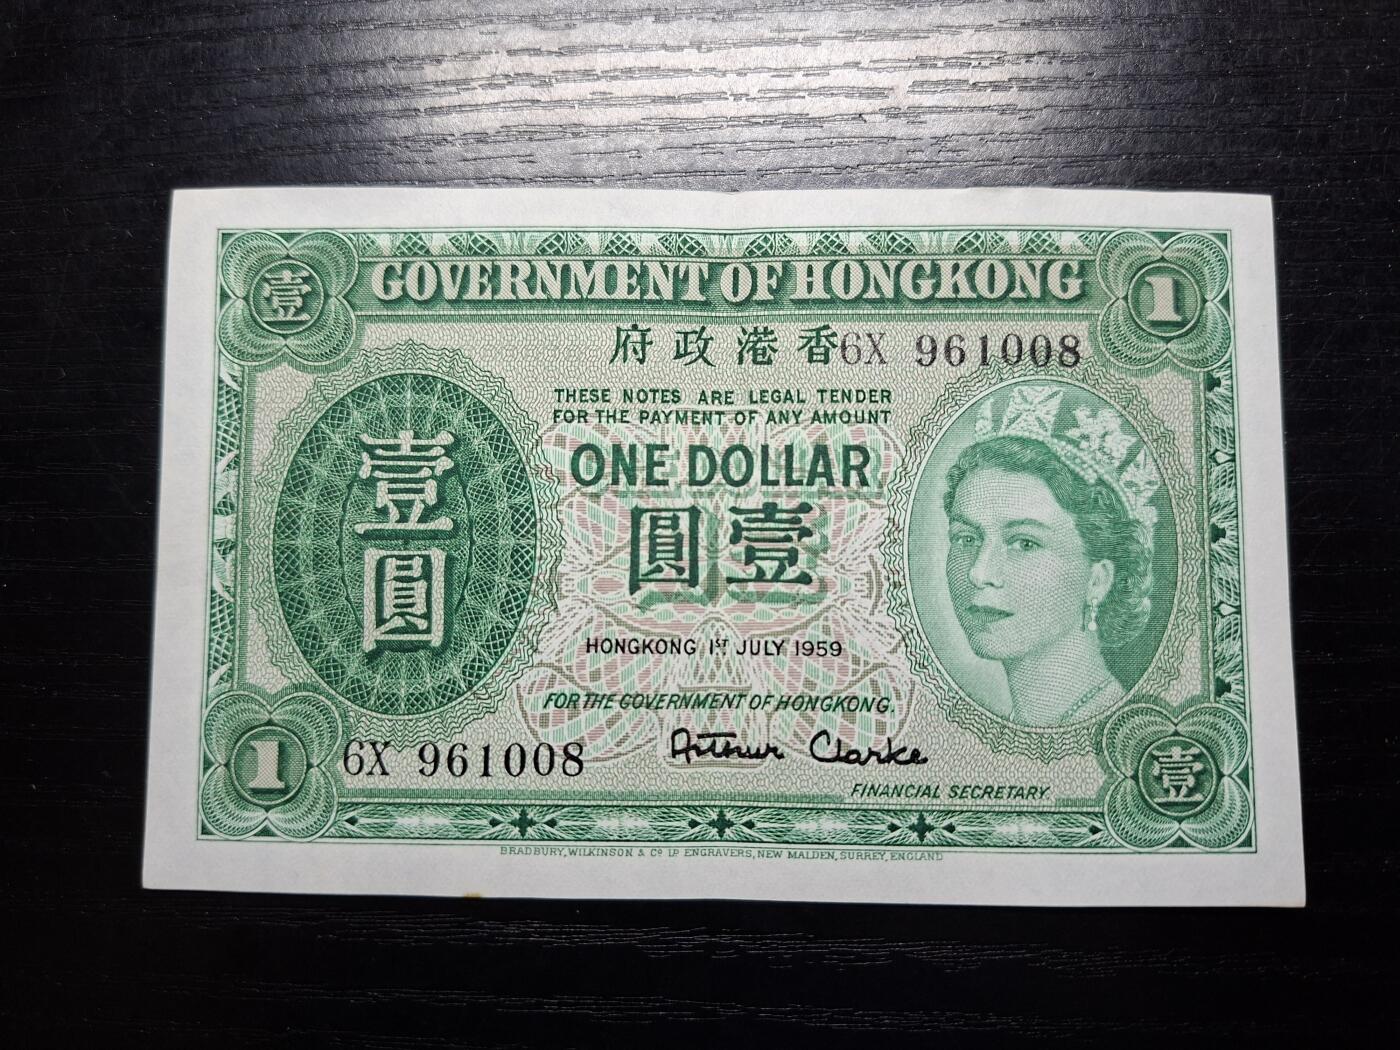 壹
GOVERNMENT OF HONGKONG
1
府政港香
6X 961008
THESE NOTES ARE LEGAL TENDER
FOR THE PAYMENT OF ANY AMOUNT
壹圓
ONE DOLLAR
圓壹
HONGKONG 1ST JULY 1959
FOR THE GOVERNMENT OF HONGKONG.
1
6X 961008
Arthur Clarke
壹
FINANCIAL SECRETARY
BRADBURY, WILKINSON & Co. LD ENGRAVERS, NEW MALDEN, SURREY, ENGLAND